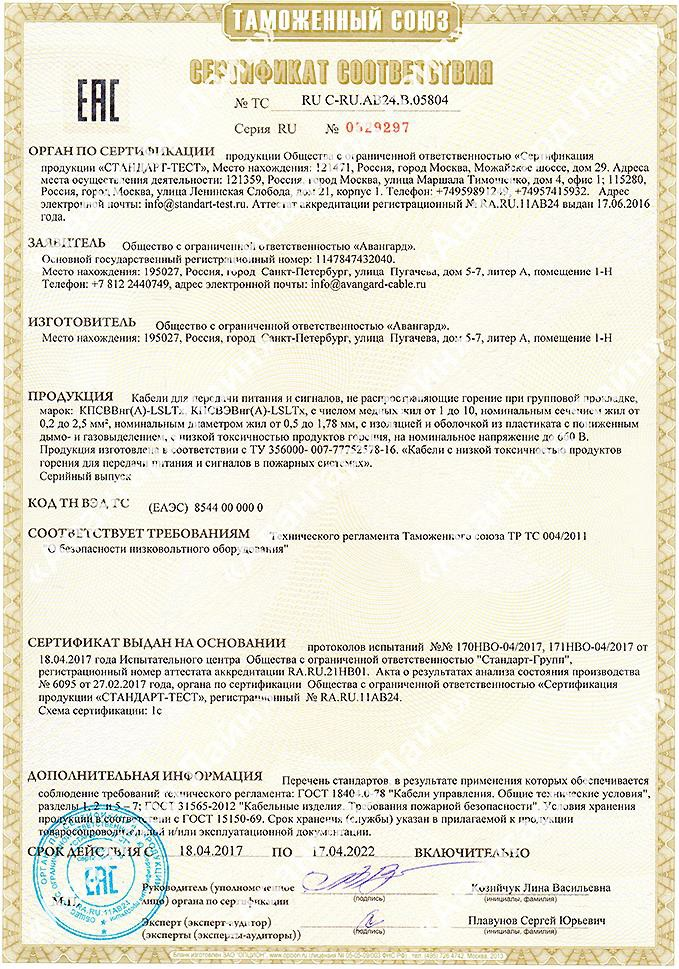 ТАМОЖЕННЫЙ СОЮЗ
СЕРТИФИКАТ СООТВЕТСТВИЯ
ЕАС
№ ТС RU C-RU.АВ24.В.05804
Серия RU № 0529297
ОРГАН ПО СЕРТИФИКАЦИИ продукции Общества с ограниченной ответственностью «Сертификация
продукции «СТАНДАРТ-ТЕСТ», Место нахождения: 121471, Россия, город Москва, Можайское шоссе, дом 29. Адреса
места осуществления деятельности: 121359, Россия, город Москва, улица Маршала Тимошенко, дом 4, офис 1; 115280,
Россия, город Москва, улица Ленинская Слобода, дом 21, корпус 1. Телефон: +74959891249, +74957415932. Адрес
электронной почты: info@standart-test.ru. Аттестат аккредитации регистрационный № RA.RU.11АВ24 выдан 17.06.2016
года.
ЗАЯВИТЕЛЬ Общество с ограниченной ответственностью «Авангард».
Основной государственный регистрационный номер: 1147847432040.
Место нахождения: 195027, Россия, город Санкт-Петербург, улица Пугачева, дом 5-7, литер А, помещение 1-Н
Телефон: +7 812 2440749, адрес электронной почты: info@avangard-cable.ru
ИЗГОТОВИТЕЛЬ Общество с ограниченной ответственностью «Авангард».
Место нахождения: 195027, Россия, город Санкт-Петербург, улица Пугачева, дом 5-7, литер А, помещение 1-Н
ПРОДУКЦИЯ Кабели для передачи питания и сигналов, не распространяющие горение при групповой прокладке,
марок: КПСВВнг(А)-LSLTx, КПСВЭВнг(А)-LSLTx, с числом медных жил от 1 до 10, номинальным сечением жил от
0,2 до 2,5 мм², номинальным диаметром жил от 0,5 до 1,78 мм, с изоляцией и оболочкой из пластиката с пониженным
дымо- и газовыделением, с низкой токсичностью продуктов горения, на номинальное напряжение до 660 В.
Продукция изготовлена в соответствии с ТУ 356000- 007-77752578-16. «Кабели с низкой токсичностью продуктов
горения для передачи питания и сигналов в пожарных системах».
Серийный выпуск
КОД ТН ВЭД ТС (ЕАЭС) 8544 00 000 0
СООТВЕТСТВУЕТ ТРЕБОВАНИЯМ Технического регламента Таможенного союза ТР ТС 004/2011
"О безопасности низковольтного оборудования"
СЕРТИФИКАТ ВЫДАН НА ОСНОВАНИИ протоколов испытаний №№ 170НВО-04/2017, 171НВО-04/2017 от
18.04.2017 года Испытательного центра Общества с ограниченной ответственностью "Стандарт-Групп",
регистрационный номер аттестата аккредитации RA.RU.21НВ01. Акта о результатах анализа состояния производства
№ 6095 от 27.02.2017 года, органа по сертификации Общества с ограниченной ответственностью «Сертификация
продукции «СТАНДАРТ-ТЕСТ», регистрационный № RA.RU.11АВ24.
Схема сертификации: 1с
ДОПОЛНИТЕЛЬНАЯ ИНФОРМАЦИЯ Перечень стандартов, в результате применения которых обеспечивается
соблюдение требований технического регламента: ГОСТ 18404.0-78 "Кабели управления. Общие технические условия",
разделы 1, 2 и 5 – 7; ГОСТ 31565-2012 "Кабельные изделия. Требования пожарной безопасности". Условия хранения
продукции в соответствии с ГОСТ 15150-69. Срок хранения (службы) указан в прилагаемой к продукции
товаросопроводительной и/или эксплуатационной документации.
СРОК ДЕЙСТВИЯ С 18.04.2017 ПО 17.04.2022 ВКЛЮЧИТЕЛЬНО
Руководитель (уполномоченное Козийчук Лина Васильевна
М.П. лицо) органа по сертификации (подпись) (инициалы, фамилия)
Эксперт (эксперт-аудитор) Плавунов Сергей Юрьевич
(эксперты (эксперты-аудиторы)) (подпись) (инициалы, фамилия)
ЕАС
RA.RU.11АВ24